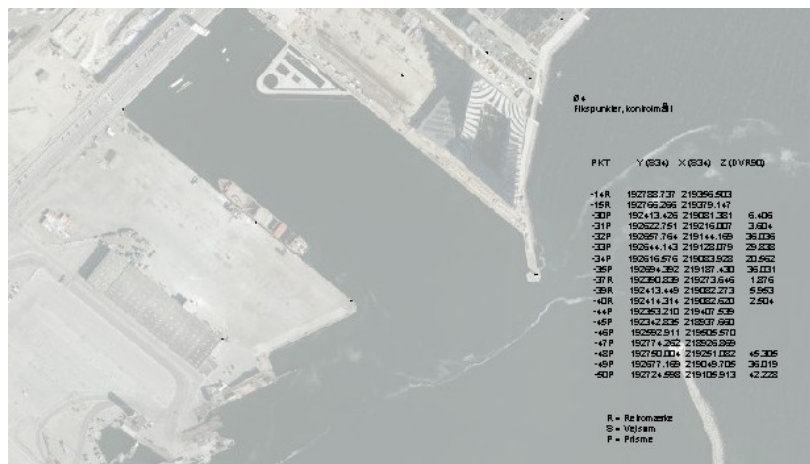 Ø4
Fikspunkter, kontrolmål1
PKT Y (S34) X (S34) Z (DVR90)
-14R 192788.737 219356.503
-15R 192766.266 219379.147
-30P 192413.426 219081.381 6.406
-31P 192622.751 219216.007 3.604
-32P 192657.764 219144.169 36.036
-33P 192644.143 219128.079 29.838
-34P 192616.576 219083.928 20.562
-35P 192694.392 219187.430 36.031
-37R 192390.839 219273.646 1.876
-39R 192413.449 219082.273 5.953
-40R 192414.314 219082.620 2.504
-44P 192353.210 219407.539
-45P 192342.835 218937.660
-46P 192592.911 219505.570
-47P 192774.262 218926.869
-48P 192750.004 219251.082 45.305
-49P 192677.169 219049.705 36.019
-50P 192724.598 219105.913 42.228
R = Retromærke
S = Vejsøm
P = Prisme